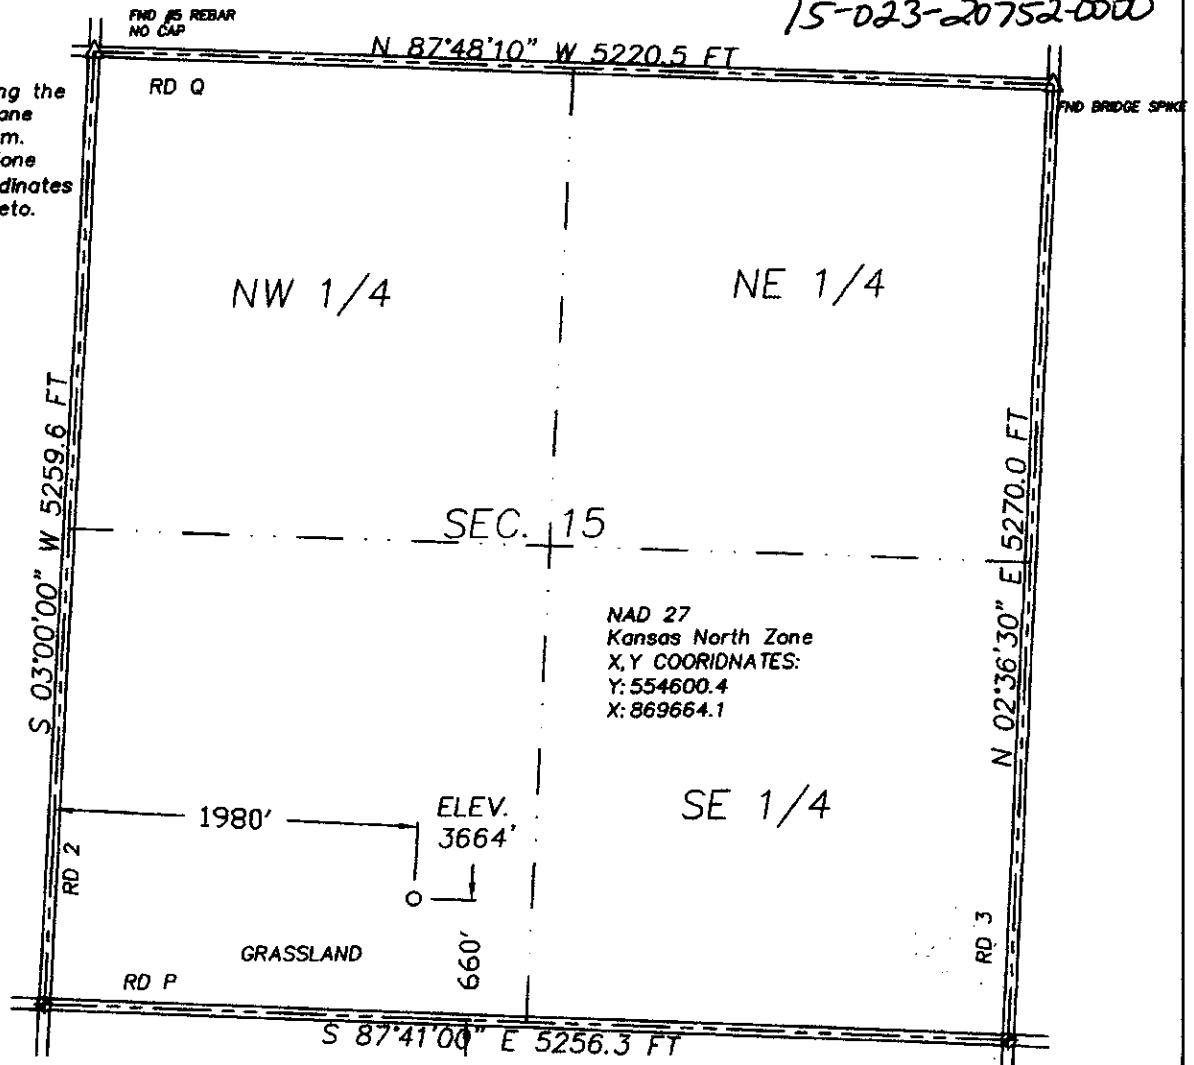 15-023-20752-0000
FND #5 REBAR
NO CAP
N 87°48'10" W 5220.5 FT
RD Q
FND BRIDGE SPIKE
ng the
ane
m.
one
dinates
eto.
NW 1/4
NE 1/4
S 03°00'00" W 5259.6 FT
N 02°36'30" E 5270.0 FT
SEC. 15
NAD 27
Kansas North Zone
X,Y COORIDNATES:
Y: 554600.4
X: 869664.1
1980'
ELEV.
3664'
SE 1/4
RD 2
RD 3
660'
GRASSLAND
RD P
S 87°41'00" E 5256.3 FT